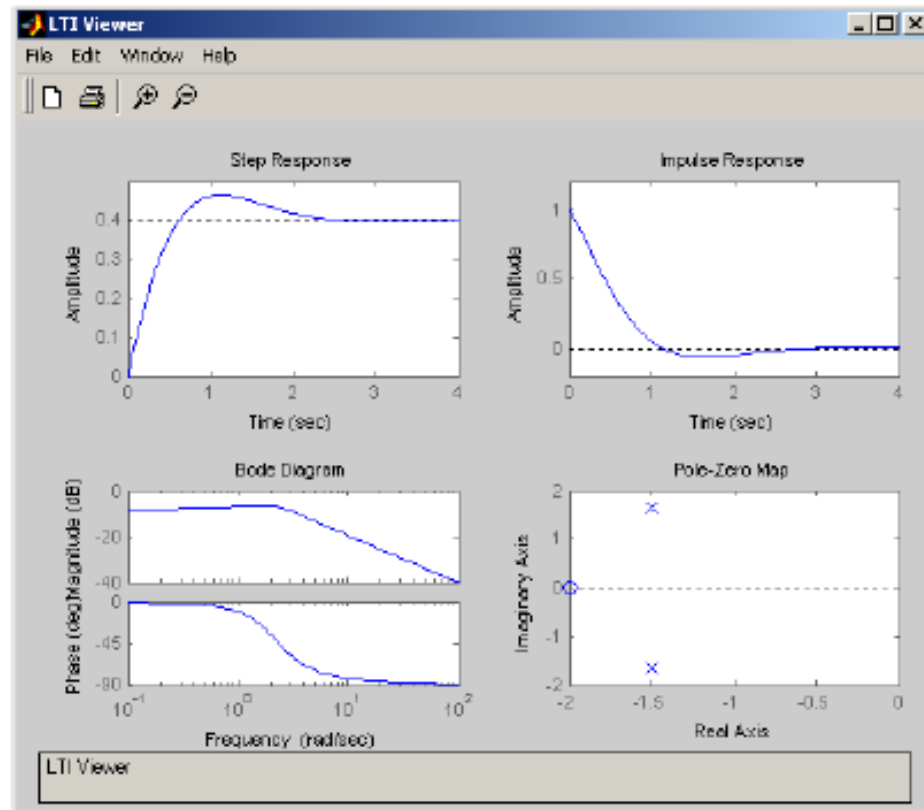 LTI Viewer
File Edit Window Help
Step Response
Amplitude
0.4
0.3
0.2
0.1
0
0 1 2 3 4
Time (sec)
Impulse Response
Amplitude
1
0.5
0
0 1 2 3 4
Time (sec)
Bode Diagram
Phase (deg)Magnitude (dB)
0
-20
-40
0
-45
-90
10^-1 10^0 10^1 10^2
Frequency (rad/sec)
Pole-Zero Map
Imaginary Axis
2
1
0
-1
-2
-2 -1.5 -1 -0.5 0
Real Axis
LTI Viewer